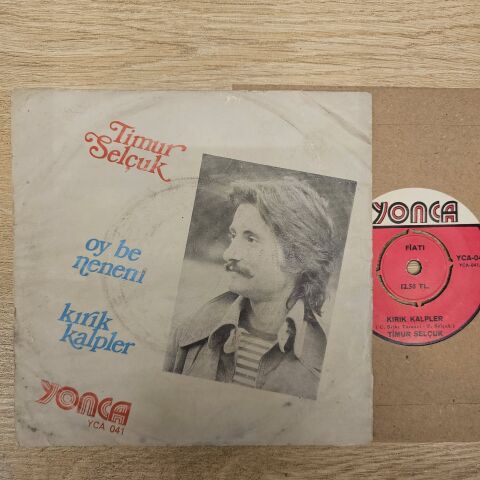 Timur
Selçuk
oy be
neneni
kırık
kalpler
YONCA
YCA 041
YONCA
FİATI
12.50 TL.
KIRIK KALPLER
TİMUR SELÇUK